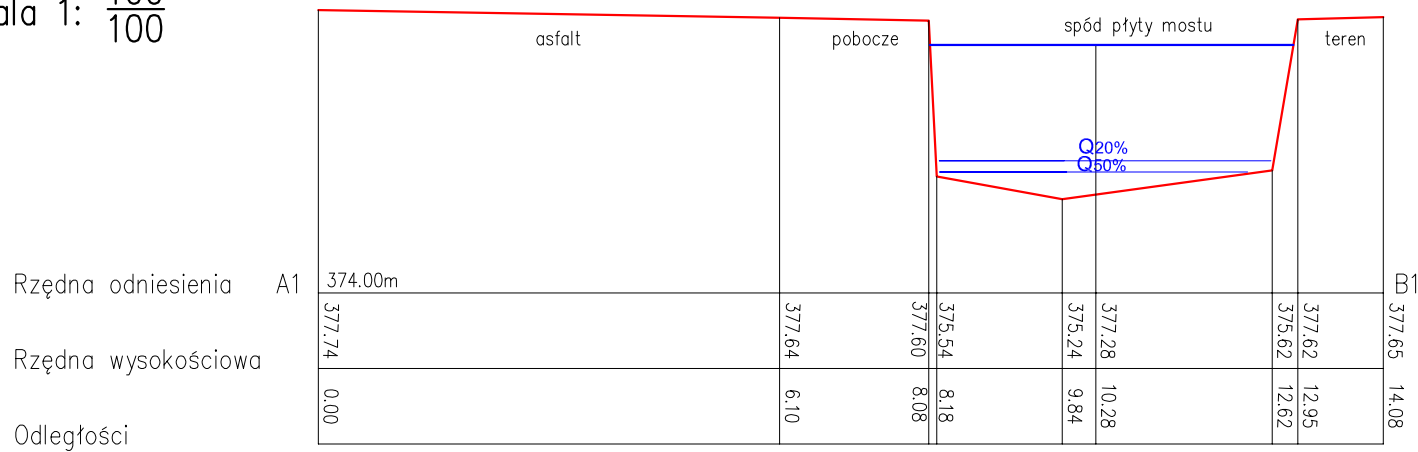 ala 1: 100/100
asfalt
pobocze
spód płyty mostu
teren
Q20%
Q50%
Rzędna odniesienia A1 374.00m B1
Rzędna wysokościowa 377.74 377.64 377.60 375.54 375.24 377.28 375.62 377.62 377.65
Odległości 0.00 6.10 8.08 8.18 9.84 10.28 12.62 12.95 14.08